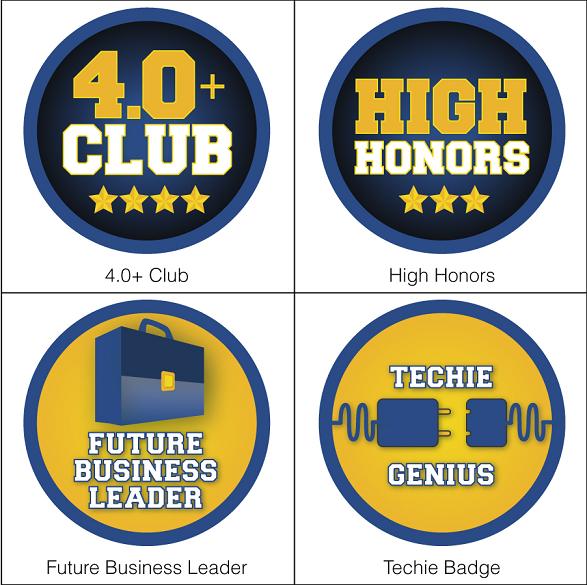 4.0+
CLUB
4.0+ Club
HIGH
HONORS
High Honors
FUTURE
BUSINESS
LEADER
Future Business Leader
TECHIE
GENIUS
Techie Badge